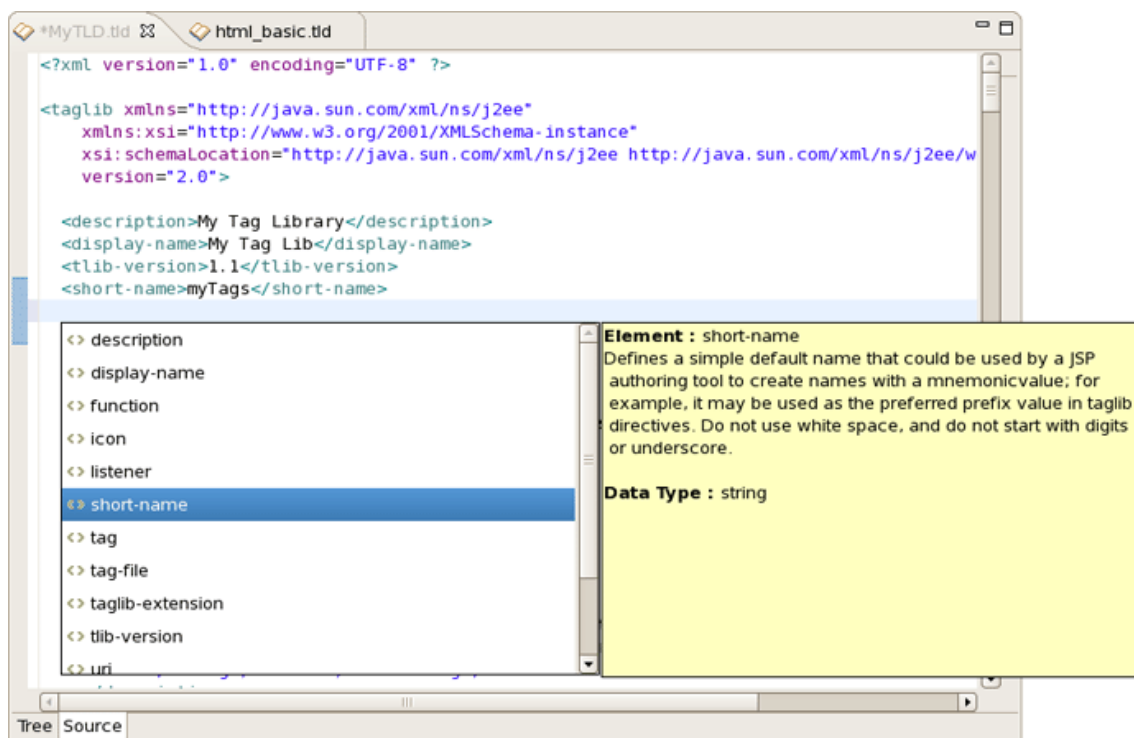 *MyTLD.tld html_basic.tld
<?xml version="1.0" encoding="UTF-8" ?>
<taglib xmlns="http://java.sun.com/xml/ns/j2ee"
xmlns:xsi="http://www.w3.org/2001/XMLSchema-instance"
xsi:schemaLocation="http://java.sun.com/xml/ns/j2ee http://java.sun.com/xml/ns/j2ee/w
version="2.0">
<description>My Tag Library</description>
<display-name>My Tag Lib</display-name>
<tlib-version>1.1</tlib-version>
<short-name>myTags</short-name>
<> description
<> display-name
<> function
<> icon
<> listener
<> short-name
<> tag
<> tag-file
<> taglib-extension
<> tlib-version
<> uri
Element : short-name
Defines a simple default name that could be used by a JSP
authoring tool to create names with a mnemonicvalue; for
example, it may be used as the preferred prefix value in taglib
directives. Do not use white space, and do not start with digits
or underscore.
Data Type : string
Tree Source